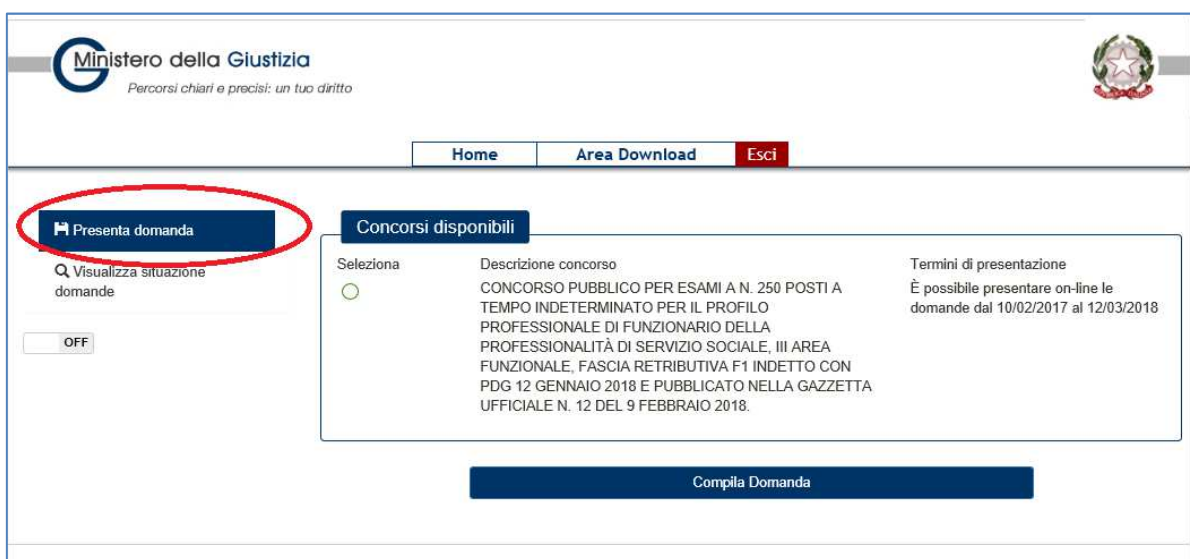 Ministero della Giustizia
Percorsi chiari e precisi: un tuo diritto
Home
Area Download
Esci
Presenta domanda
Visualizza situazione
domande
OFF
Concorsi disponibili
Seleziona
Descrizione concorso
CONCORSO PUBBLICO PER ESAMI A N. 250 POSTI A
TEMPO INDETERMINATO PER IL PROFILO
PROFESSIONALE DI FUNZIONARIO DELLA
PROFESSIONALITÀ DI SERVIZIO SOCIALE, III AREA
FUNZIONALE, FASCIA RETRIBUTIVA F1 INDETTO CON
PDG 12 GENNAIO 2018 E PUBBLICATO NELLA GAZZETTA
UFFICIALE N. 12 DEL 9 FEBBRAIO 2018.
Termini di presentazione
È possibile presentare on-line le
domande dal 10/02/2017 al 12/03/2018
Compila Domanda